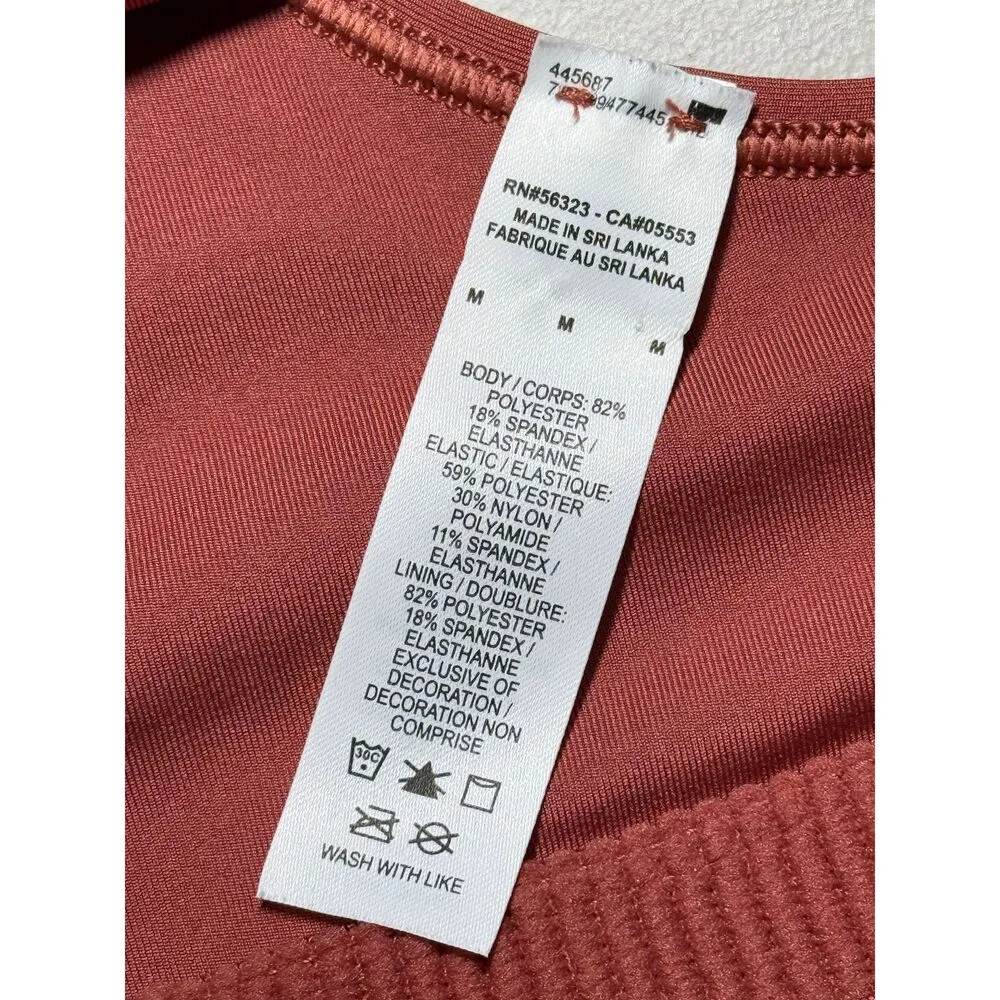 445687
477445
RN#56323 - CA#05553
MADE IN SRI LANKA
FABRIQUE AU SRI LANKA
M M M
BODY / CORPS: 82%
POLYESTER
18% SPANDEX /
ELASTHANNE
ELASTIC / ELASTIQUE:
59% POLYESTER
30% NYLON /
POLYAMIDE
11% SPANDEX /
ELASTHANNE
LINING / DOUBLURE:
82% POLYESTER
18% SPANDEX /
ELASTHANNE
EXCLUSIVE OF
DECORATION /
DECORATION NON
COMPRISE
30C
WASH WITH LIKE